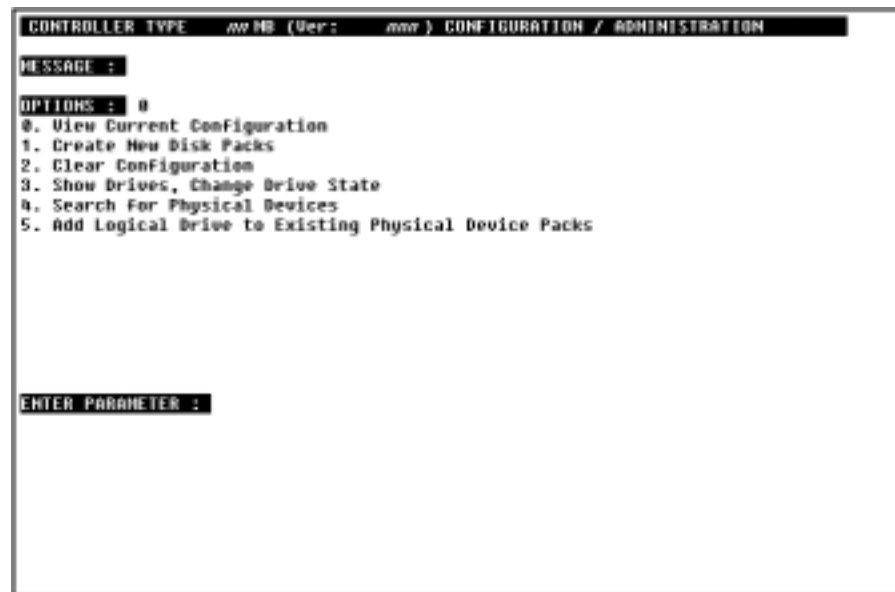 CONTROLLER TYPE nn MB (Ver: nnn) CONFIGURATION / ADMINISTRATION
MESSAGE :
OPTIONS : 0
0. View Current Configuration
1. Create New Disk Packs
2. Clear Configuration
3. Show Drives, Change Drive State
4. Search For Physical Devices
5. Add Logical Drive to Existing Physical Device Packs
ENTER PARAMETER :